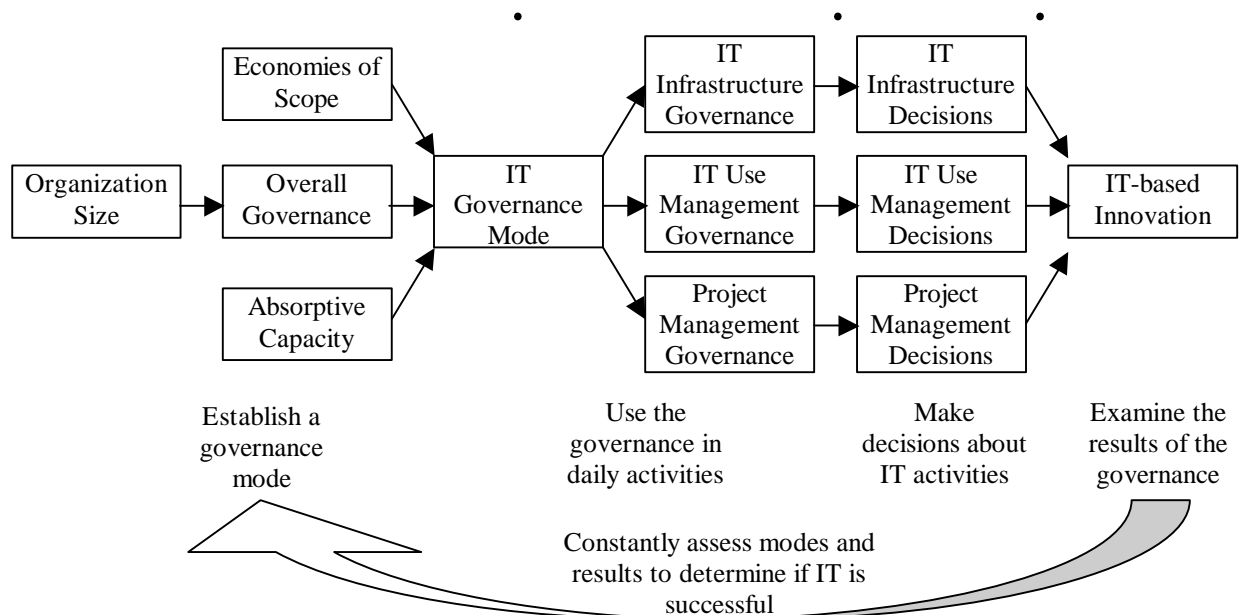 Economies of
Scope
Organization
Size
Overall
Governance
Absorptive
Capacity
IT
Governance
Mode
IT
Infrastructure
Governance
IT Use
Management
Governance
Project
Management
Governance
IT
Infrastructure
Decisions
IT Use
Management
Decisions
Project
Management
Decisions
IT-based
Innovation
Establish a
governance
mode
Use the
governance in
daily activities
Make
decisions about
IT activities
Examine the
results of the
governance
Constantly assess modes and
results to determine if IT is
successful